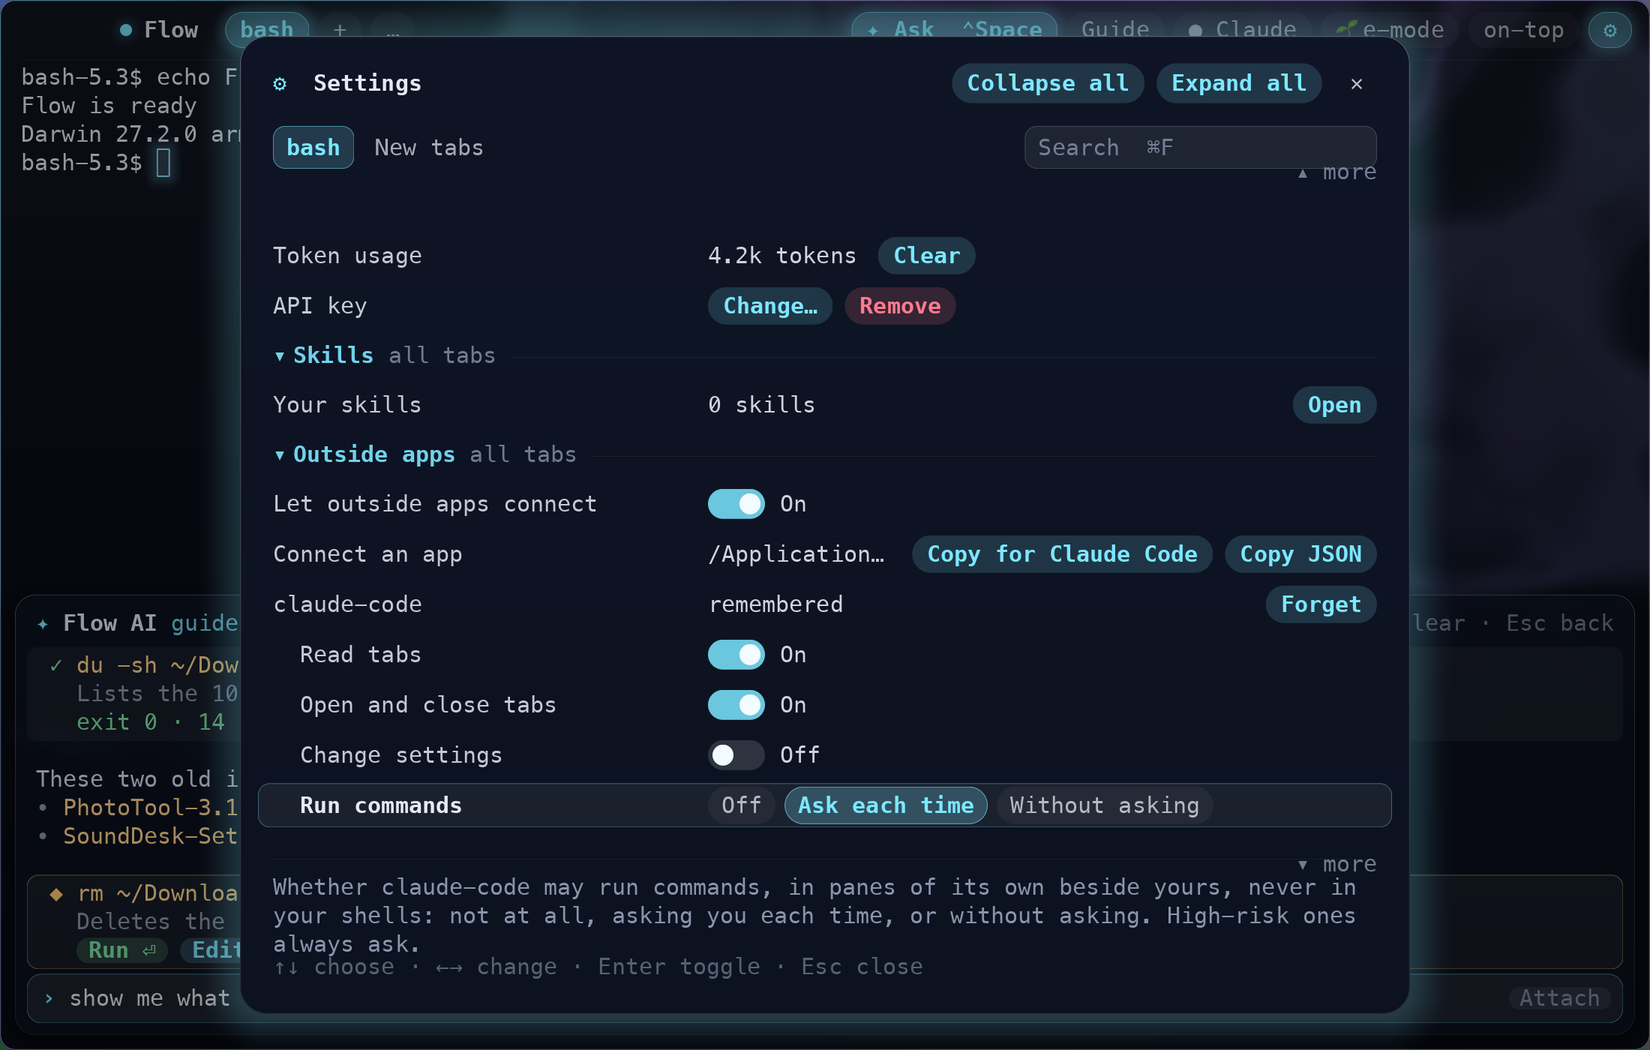 ● Flow bash + … ✦ Ask ⌃Space Guide ● Claude e-mode on-top ⚙
bash-5.3$ echo F
Flow is ready
Darwin 27.2.0 arm
bash-5.3$
⚙ Settings Collapse all Expand all ×
bash New tabs Search ⌘F
▲ more
Token usage 4.2k tokens Clear
API key Change… Remove
▼ Skills all tabs
Your skills 0 skills Open
▼ Outside apps all tabs
Let outside apps connect On
Connect an app /Application… Copy for Claude Code Copy JSON
claude-code remembered Forget
Read tabs On
Open and close tabs On
Change settings Off
Run commands Off Ask each time Without asking
▼ more
Whether claude-code may run commands, in panes of its own beside yours, never in
your shells: not at all, asking you each time, or without asking. High-risk ones
always ask.
↑↓ choose · ←→ change · Enter toggle · Esc close
✦ Flow AI guide
lear · Esc back
✓ du -sh ~/Dow
Lists the 10
exit 0 · 14
These two old i
• PhotoTool-3.1
• SoundDesk-Set
◆ rm ~/Downloa
Deletes the
Run ⏎ Edit
› show me what
Attach